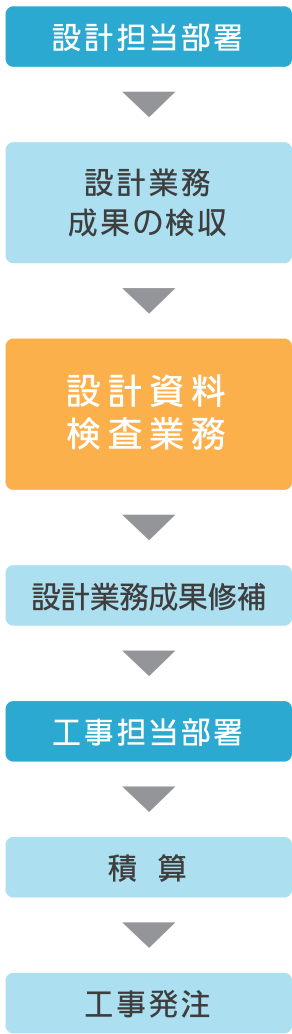 設計担当部署
設計業務
成果の検収
設計資料
検査業務
設計業務成果修補
工事担当部署
積 算
工事発注